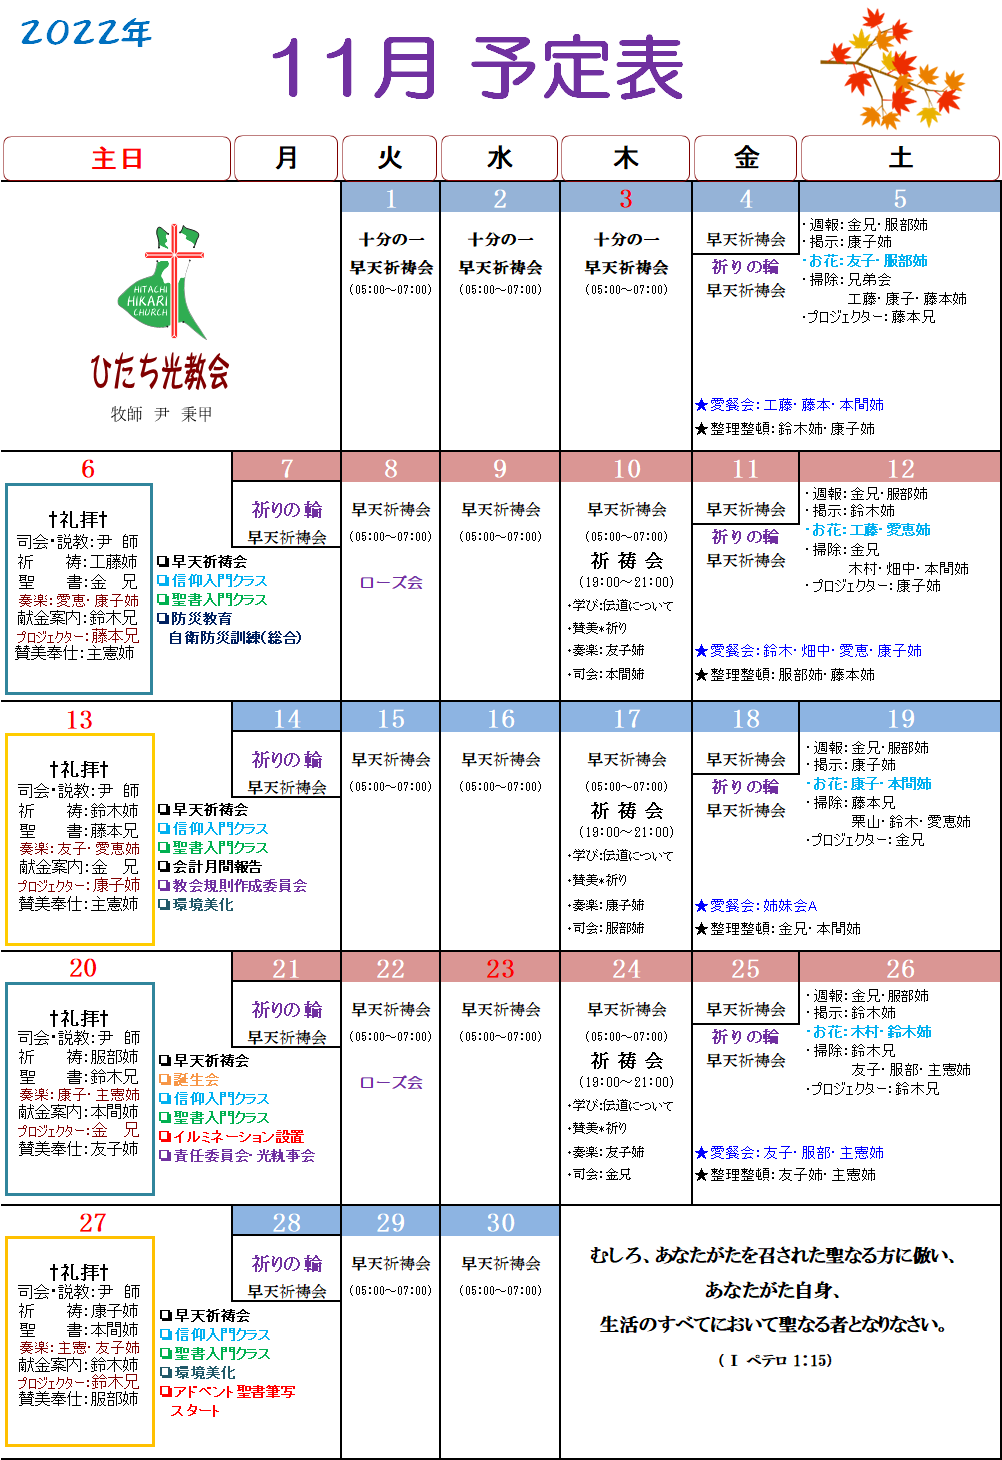 2022年
11月 予定表
主日 月 火 水 木 金 土
HITACHI
HIKARI
CHURCH
ひたち光教会
牧師 尹 秉甲
1
十分の一
早天祈祷会
(05:00～07:00)
2
十分の一
早天祈祷会
(05:00～07:00)
3
十分の一
早天祈祷会
(05:00～07:00)
4
早天祈祷会
祈りの輪
早天祈祷会
5
・週報：金兄・服部姉
・掲示：康子姉
・お花：友子・服部姉
・掃除：兄弟会
工藤・康子・藤本姉
・プロジェクター：藤本兄
★愛餐会：工藤・藤本・本間姉
★整理整頓：鈴木姉・康子姉
6
†礼拝†
司会・説教：尹 師
祈 祷：工藤姉
聖 書：金 兄
奏楽：愛恵・康子姉
献金案内：鈴木兄
プロジェクター：藤本兄
賛美奉仕：主憲姉
❏早天祈祷会
❏信仰入門クラス
❏聖書入門クラス
❏防災教育
自衛防災訓練(総合)
7
祈りの輪
早天祈祷会
8
早天祈祷会
(05:00～07:00)
ローズ会
9
早天祈祷会
(05:00～07:00)
10
早天祈祷会
(05:00～07:00)
祈 祷 会
(19:00～21:00)
・学び:伝道について
・賛美*祈り
・奏楽：友子姉
・司会：本間姉
11
早天祈祷会
祈りの輪
早天祈祷会
12
・週報：金兄・服部姉
・掲示：鈴木姉
・お花：工藤・愛恵姉
・掃除：金兄
木村・畑中・本間姉
・プロジェクター：康子姉
★愛餐会：鈴木・畑中・愛恵・康子姉
★整理整頓：服部姉・藤本姉
13
†礼拝†
司会・説教：尹 師
祈 祷：鈴木姉
聖 書：藤本兄
奏楽：友子・愛恵姉
献金案内：金 兄
プロジェクター：康子姉
賛美奉仕：主憲姉
❏早天祈祷会
❏信仰入門クラス
❏聖書入門クラス
❏会計月間報告
❏教会規則作成委員会
❏環境美化
14
祈りの輪
早天祈祷会
15
早天祈祷会
(05:00～07:00)
16
早天祈祷会
(05:00～07:00)
17
早天祈祷会
(05:00～07:00)
祈 祷 会
(19:00～21:00)
・学び:伝道について
・賛美*祈り
・奏楽：康子姉
・司会：服部姉
18
早天祈祷会
祈りの輪
早天祈祷会
19
・週報：金兄・服部姉
・掲示：康子姉
・お花：康子・本間姉
・掃除：藤本兄
栗山・鈴木・愛恵姉
・プロジェクター：金兄
★愛餐会：姉妹会A
★整理整頓：金兄・本間姉
20
†礼拝†
司会・説教：尹 師
祈 祷：服部姉
聖 書：鈴木兄
奏楽：康子・主憲姉
献金案内：本間姉
プロジェクター：金 兄
賛美奉仕：友子姉
❏早天祈祷会
❏誕生会
❏信仰入門クラス
❏聖書入門クラス
❏イルミネーション設置
❏責任委員会・光執事会
21
祈りの輪
早天祈祷会
22
早天祈祷会
(05:00～07:00)
ローズ会
23
早天祈祷会
(05:00～07:00)
24
早天祈祷会
(05:00～07:00)
祈 祷 会
(19:00～21:00)
・学び:伝道について
・賛美*祈り
・奏楽：友子姉
・司会：金兄
25
早天祈祷会
祈りの輪
早天祈祷会
26
・週報：金兄・服部姉
・掲示：鈴木姉
・お花：木村・鈴木姉
・掃除：鈴木兄
友子・服部・主憲姉
・プロジェクター：鈴木兄
★愛餐会：友子・服部・主憲姉
★整理整頓：友子姉・主憲姉
27
†礼拝†
司会・説教：尹 師
祈 祷：康子姉
聖 書：本間姉
奏楽：主憲・友子姉
献金案内：鈴木姉
プロジェクター：鈴木兄
賛美奉仕：服部姉
❏早天祈祷会
❏信仰入門クラス
❏聖書入門クラス
❏環境美化
❏アドベント聖書筆写
スタート
28
祈りの輪
早天祈祷会
29
早天祈祷会
(05:00～07:00)
30
早天祈祷会
(05:00～07:00)
むしろ、あなたがたを召された聖なる方に倣い、
あなたがた自身、
生活のすべてにおいて聖なる者となりなさい。
(Ⅰ ペテロ 1：15)